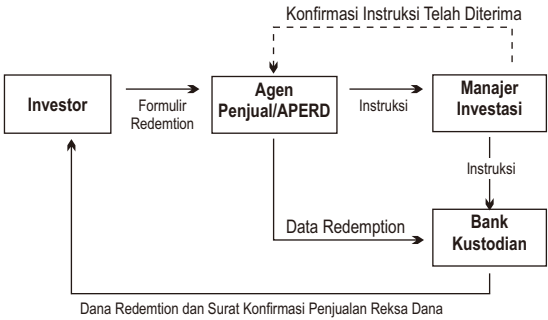 Konfirmasi Instruksi Telah Diterima
Investor
Formulir
Redemtion
Agen
Penjual/APERD
Instruksi
Manajer
Investasi
Instruksi
Data Redemption
Bank
Kustodian
Dana Redemtion dan Surat Konfirmasi Penjualan Reksa Dana